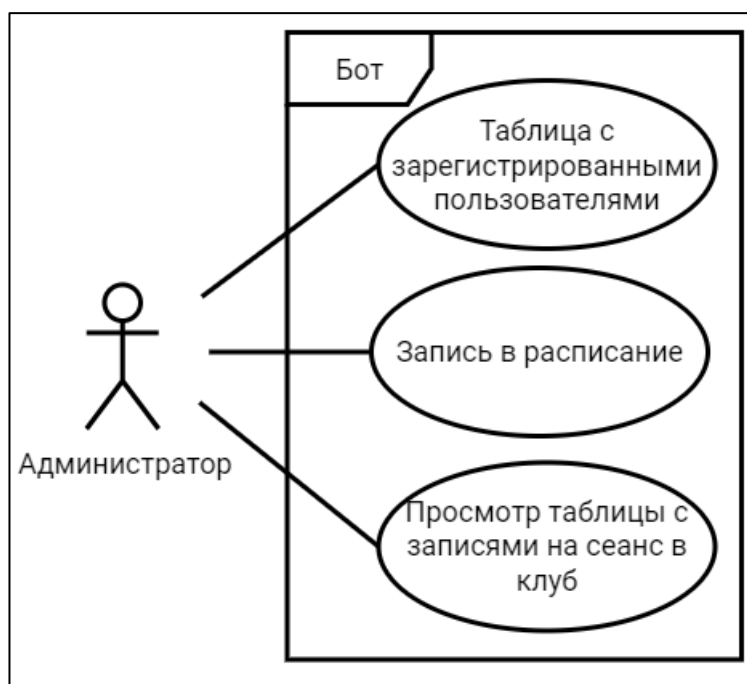 Бот
Таблица с
зарегистрированными
пользователями
Запись в расписание
Администратор
Просмотр таблицы с
записями на сеанс в
клуб